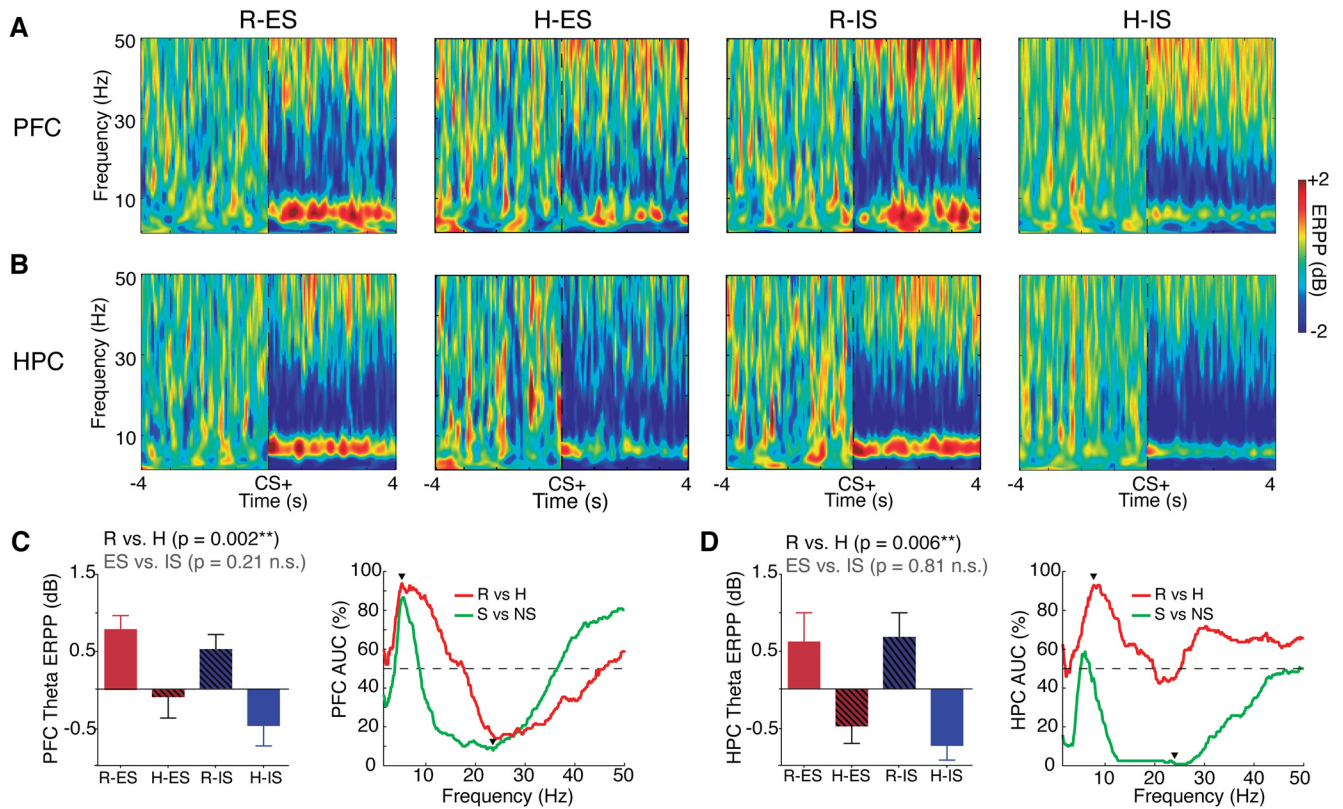 A
R-ES
H-ES
R-IS
H-IS
PFC
Frequency (Hz)
50
30
10
+2
ERPP (dB)
-2
B
HPC
Frequency (Hz)
50
30
10
-4
CS+
4
Time (s)
-4
CS+
4
Time (s)
-4
CS+
4
Time (s)
-4
CS+
4
Time (s)
C
R vs. H (p = 0.002**)
ES vs. IS (p = 0.21 n.s.)
PFC Theta ERPP (dB)
1.5
0.5
-0.5
R-ES
H-ES
R-IS
H-IS
PFC AUC (%)
100
80
60
40
20
0
R vs H
S vs NS
10
20
30
40
50
Frequency (Hz)
D
R vs. H (p = 0.006**)
ES vs. IS (p = 0.81 n.s.)
HPC Theta ERPP (dB)
1.5
0.5
-0.5
R-ES
H-ES
R-IS
H-IS
HPC AUC (%)
100
80
60
40
20
0
R vs H
S vs NS
10
20
30
40
50
Frequency (Hz)